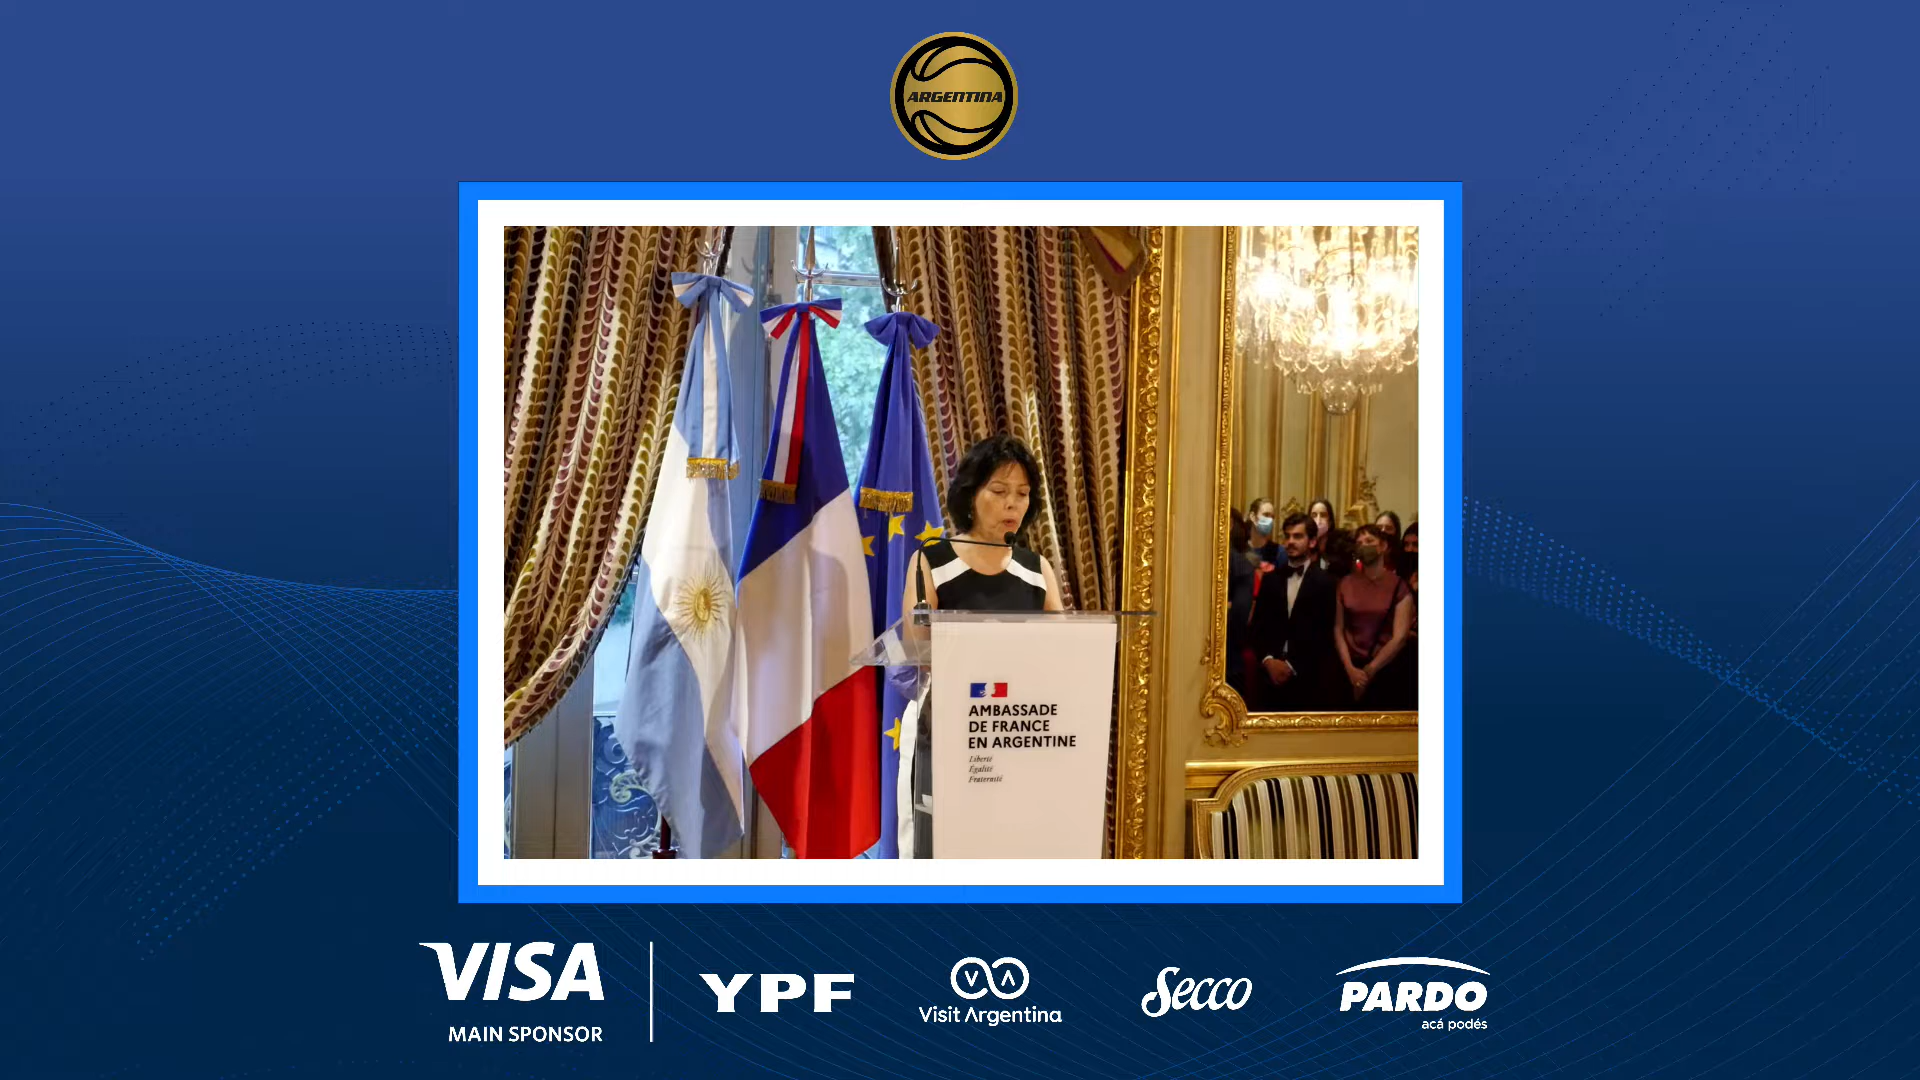 ARGENTINA
AMBASSADE
DE FRANCE
EN ARGENTINE
Liberté
Égalité
Fraternité
VISA
MAIN SPONSOR
YPF
VA
Visit Argentina
Secco
PARDO
acá podés